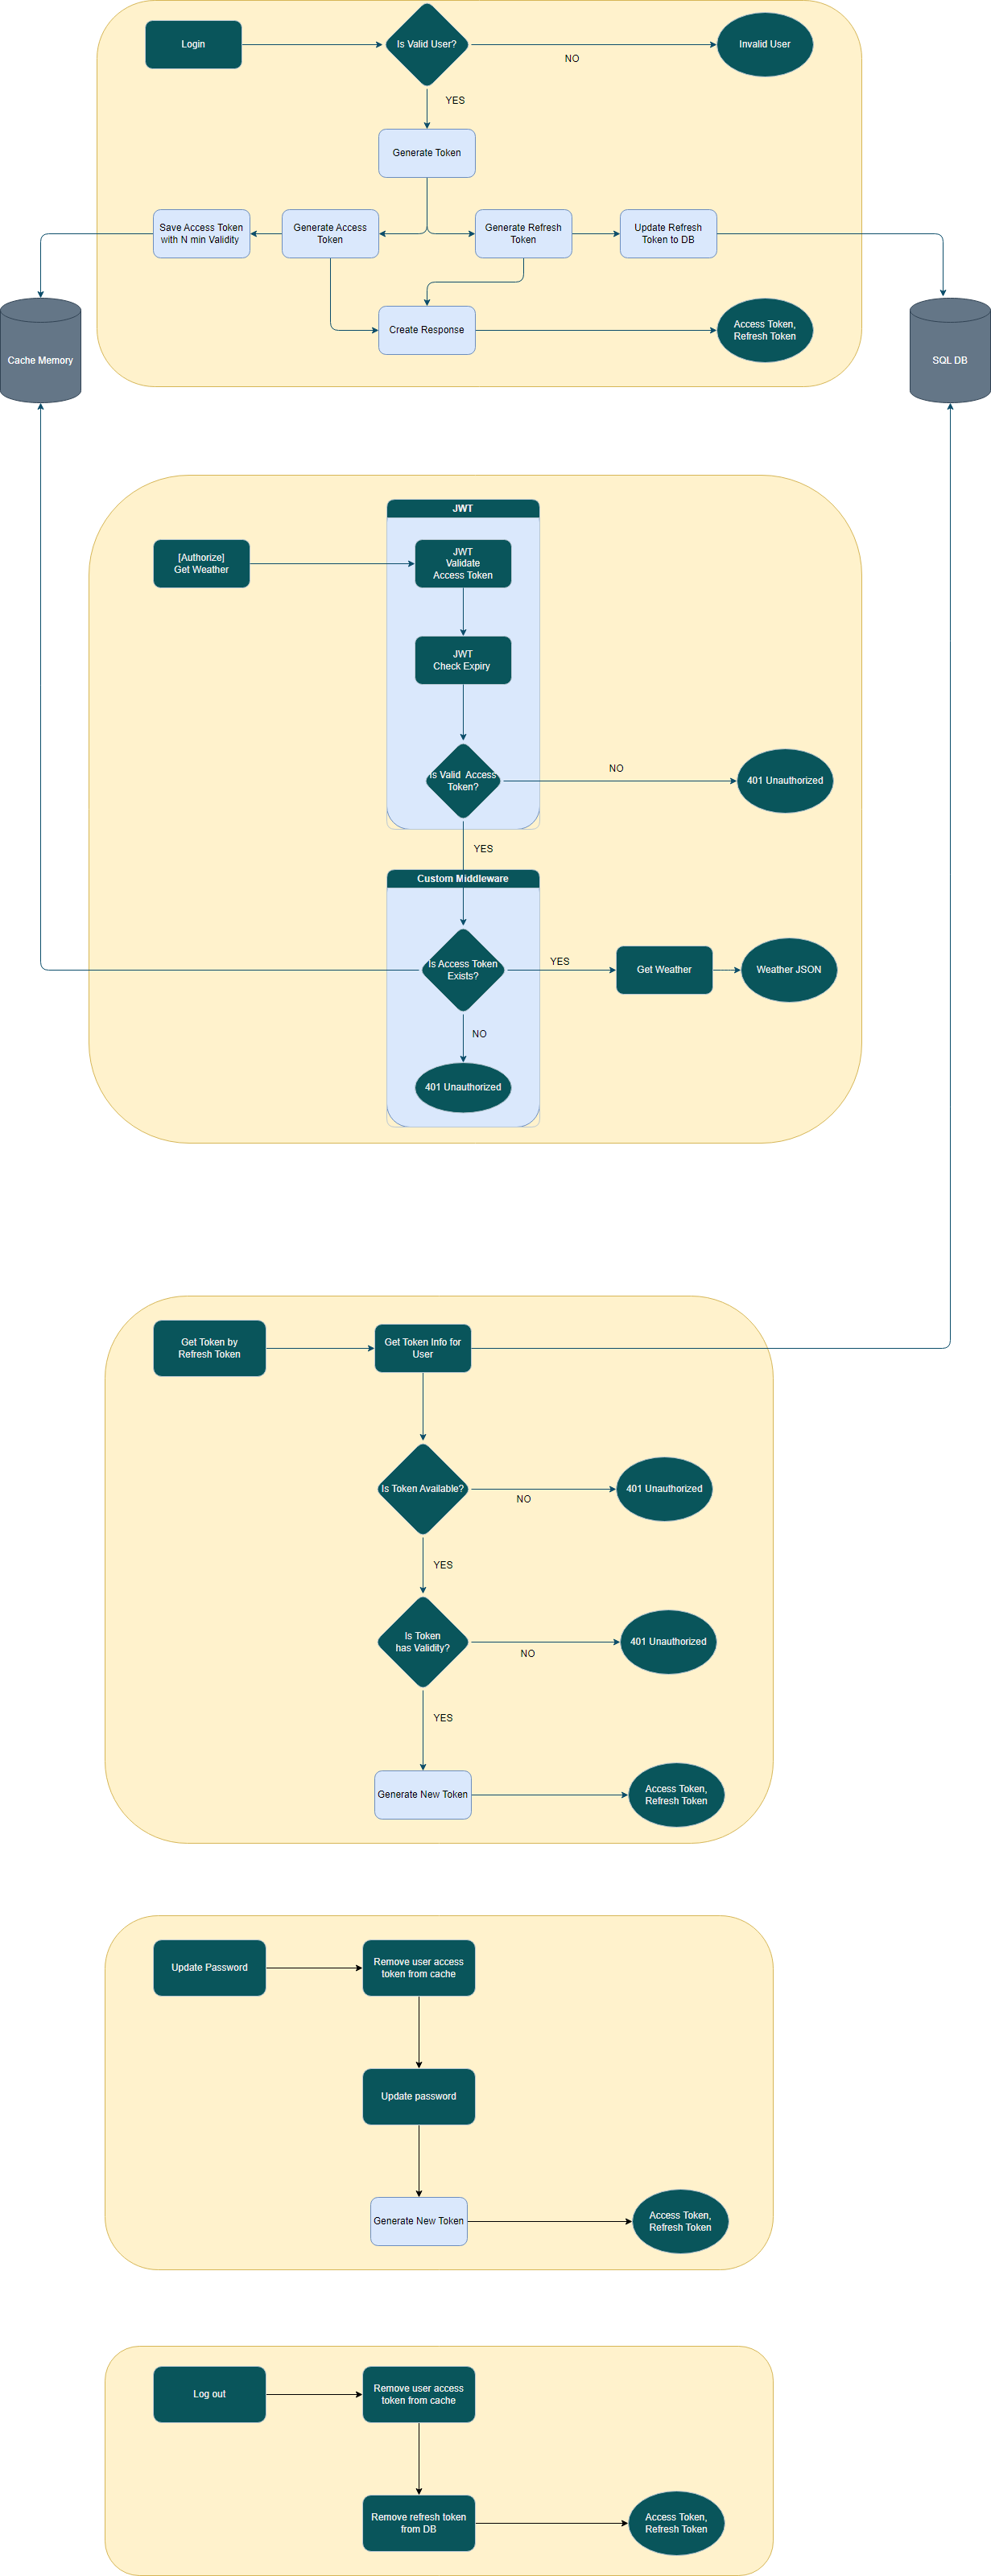 Login
Is Valid User?
Invalid User
NO
YES
Generate Token
Save Access Token
with N min Validity
Generate Access
Token
Generate Refresh
Token
Update Refresh
Token to DB
Cache Memory
Create Response
Access Token,
Refresh Token
SQL DB
JWT
[Authorize]
Get Weather
JWT
Validate
Access Token
JWT
Check Expiry
Is Valid  Access
Token?
NO
401 Unauthorized
YES
Custom Middleware
Is Access Token
Exists?
YES
Get Weather
Weather JSON
NO
401 Unauthorized
Get Token by
Refresh Token
Get Token Info for
User
Is Token Available?
NO
401 Unauthorized
YES
Is Token
has Validity?
NO
401 Unauthorized
YES
Generate New Token
Access Token,
Refresh Token
Update Password
Remove user access
token from cache
Update password
Generate New Token
Access Token,
Refresh Token
Log out
Remove user access
token from cache
Remove refresh token
from DB
Access Token,
Refresh Token